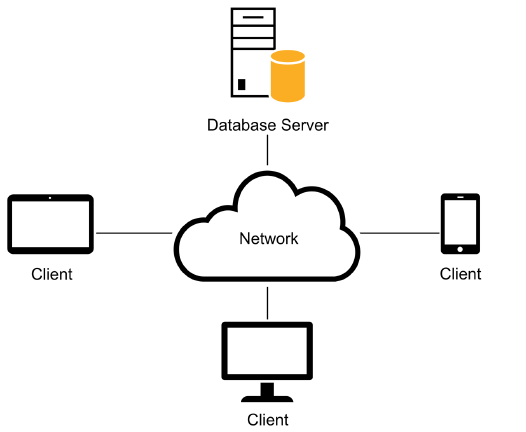 Database Server
Network
Client
Client
Client